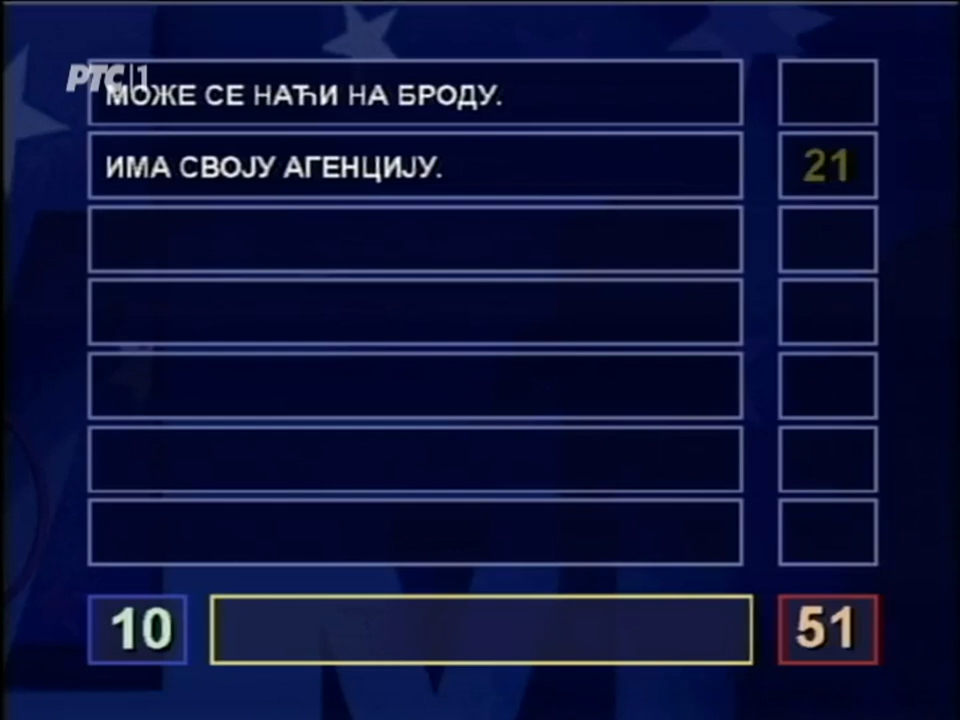 РТС 1
МОЖЕ СЕ НАЋИ НА БРОДУ.
ИМА СВОЈУ АГЕНЦИЈУ.
21
10
51